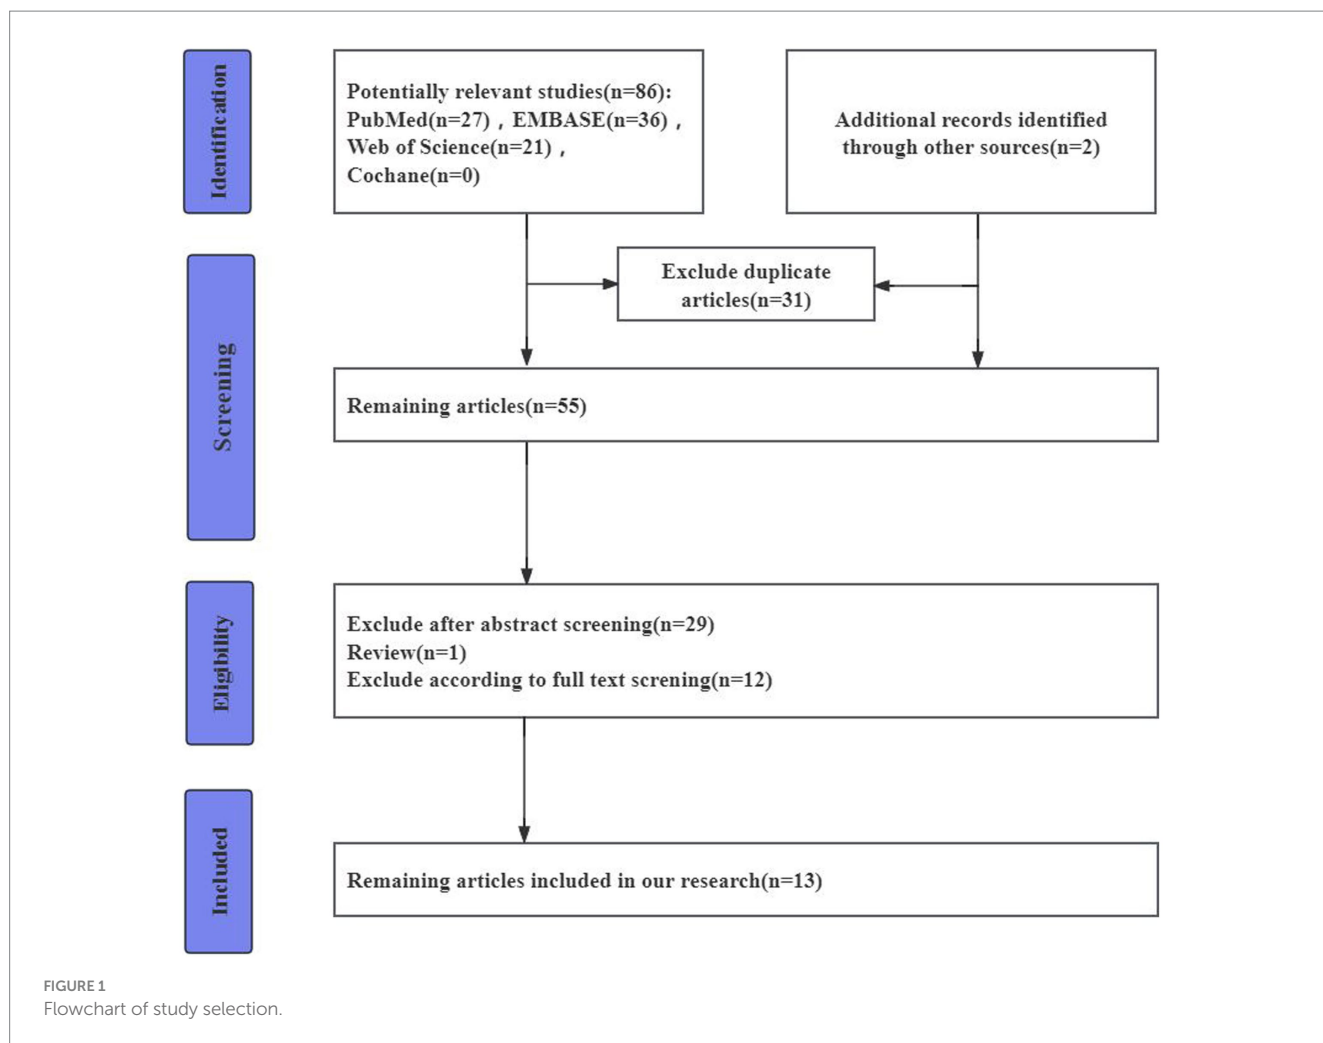 Identification
Potentially relevant studies(n=86):
PubMed(n=27) , EMBASE(n=36) ,
Web of Science(n=21) ,
Cochane(n=0)
Additional records identified
through other sources(n=2)
Exclude duplicate
articles(n=31)
Screening
Remaining articles(n=55)
Eligibility
Exclude after abstract screening(n=29)
Review(n=1)
Exclude according to full text screning(n=12)
Included
Remaining articles included in our research(n=13)
FIGURE 1
Flowchart of study selection.